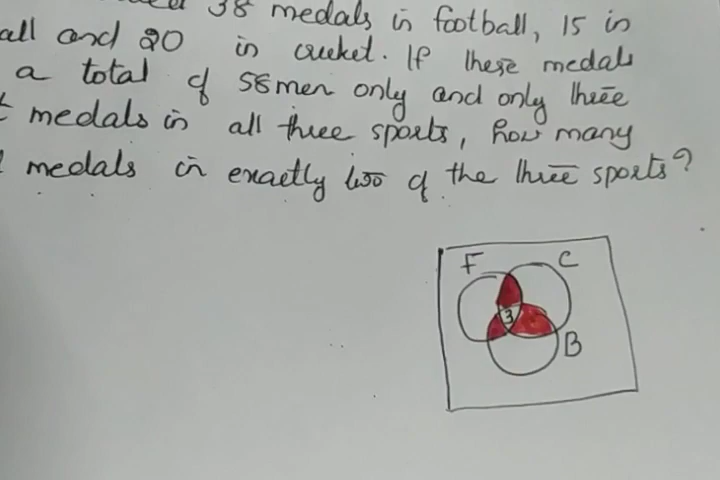 38 medals in football, 15 in
all and 20 in cricket. If these medals
a total of 58 men only and only three
medals in all three sports, how many
medals in exactly two of the three sports?
F C
3
B